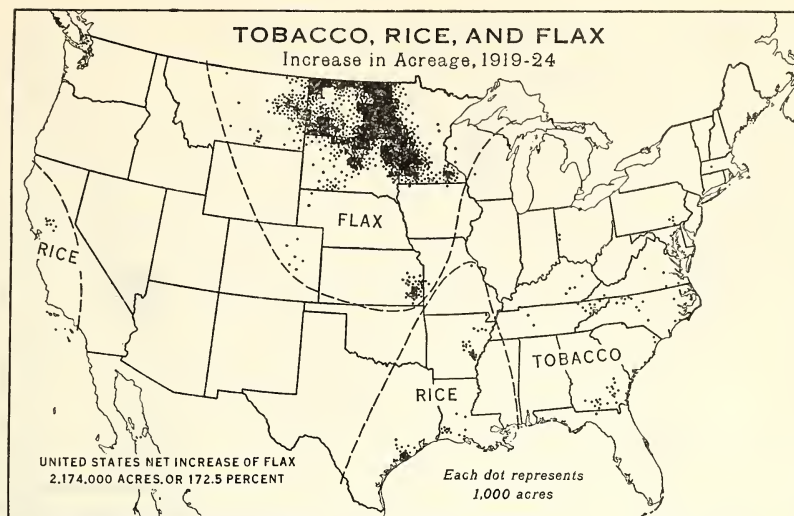 TOBACCO, RICE, AND FLAX
Increase in Acreage, 1919-24
FLAX
RICE
TOBACCO
RICE
UNITED STATES NET INCREASE OF FLAX
2,174,000 ACRES, OR 172.5 PERCENT
Each dot represents
1,000 acres